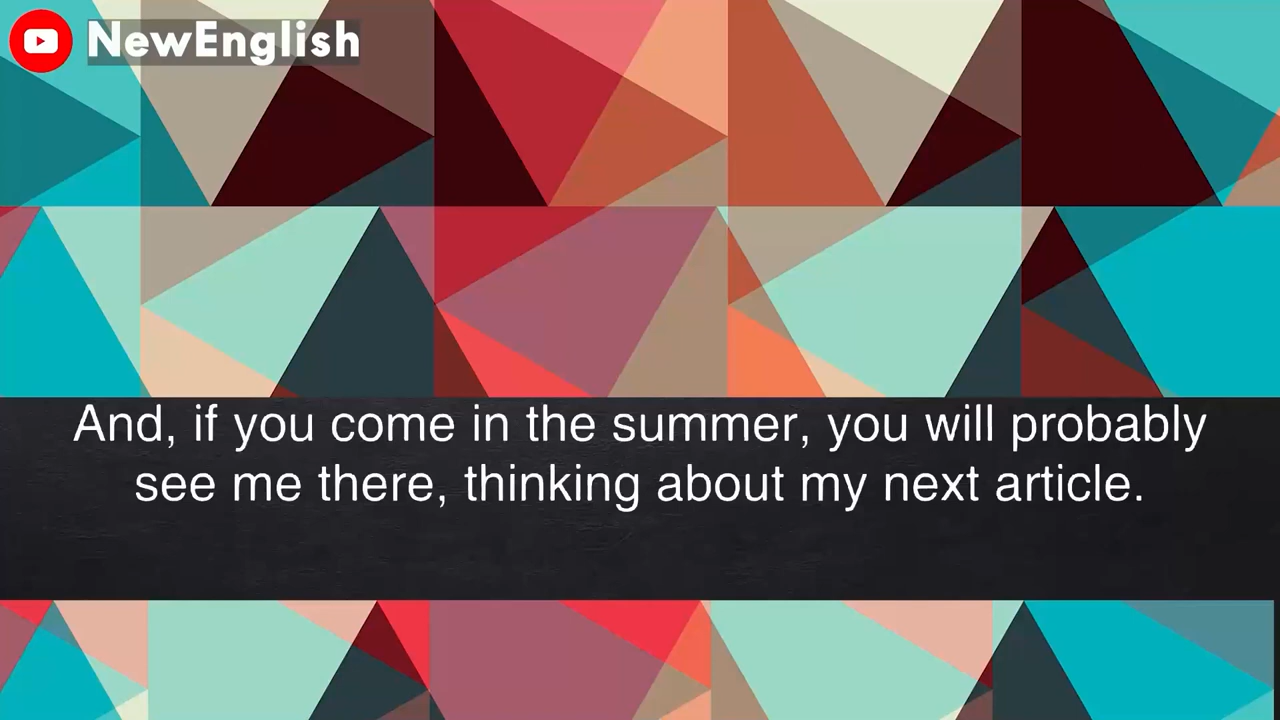 NewEnglish
And, if you come in the summer, you will probably
see me there, thinking about my next article.